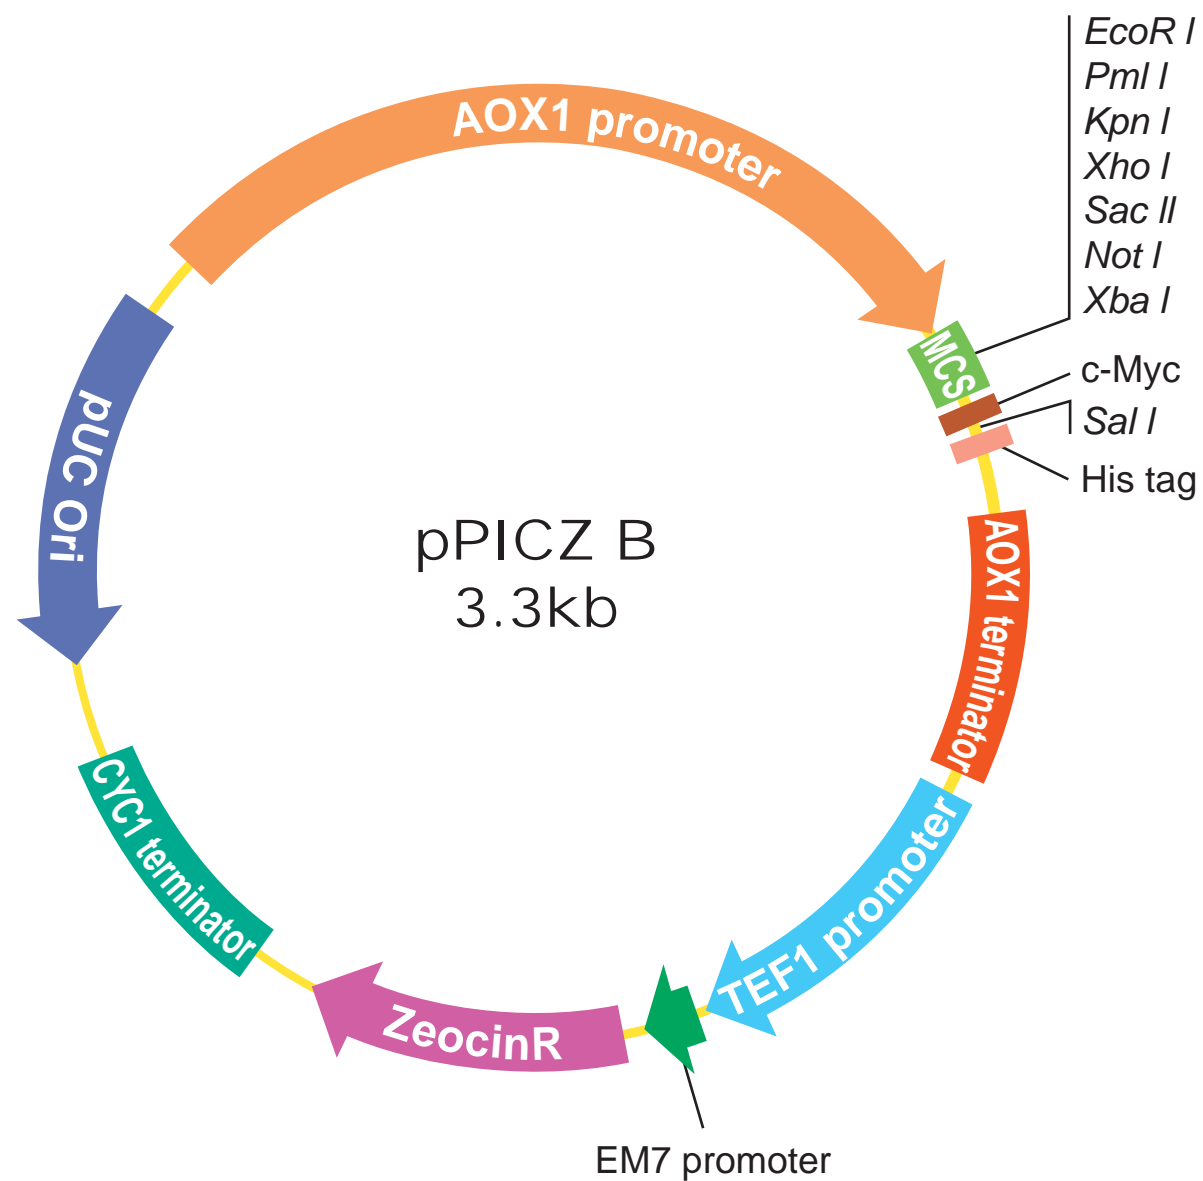 EcoR I
Pml I
Kpn I
Xho I
Sac II
Not I
Xba I
AOX1 promoter
MCS
c-Myc
Sal I
His tag
AOX1 terminator
TEF1 promoter
EM7 promoter
ZeocinR
CYC1 terminator
pUC Ori
pPICZ B
3.3kb